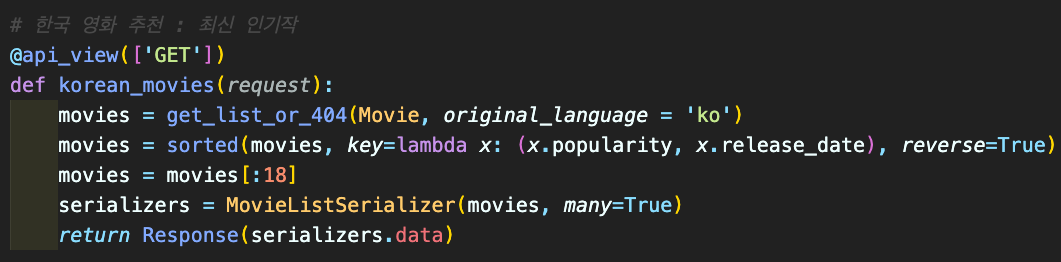 # 한국 영화 추천 : 최신 인기작
@api_view(['GET'])
def korean_movies(request):
    movies = get_list_or_404(Movie, original_language = 'ko')
    movies = sorted(movies, key=lambda x: (x.popularity, x.release_date), reverse=True)
    movies = movies[:18]
    serializers = MovieListSerializer(movies, many=True)
    return Response(serializers.data)